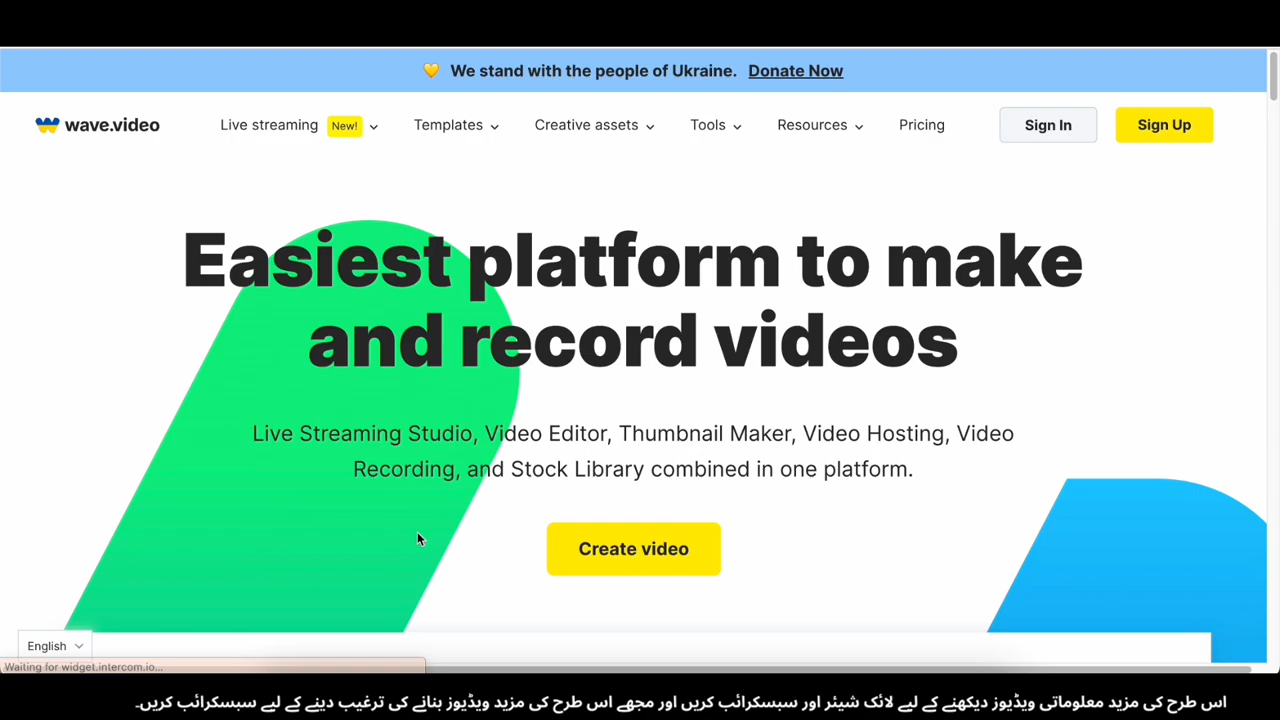 💛 We stand with the people of Ukraine. Donate Now
wave.video Live streaming New! Templates Creative assets Tools Resources Pricing Sign In Sign Up
Easiest platform to make
and record videos
Live Streaming Studio, Video Editor, Thumbnail Maker, Video Hosting, Video
Recording, and Stock Library combined in one platform.
Create video
English
Waiting for widget.intercom.io...
اس طرح کی مزید معلوماتی ویڈیوز دیکھنے کے لیے لائک شیئر اور سبسکرائب کریں اور مجھے اس طرح کی مزید ویڈیوز بنانے کی ترغیب دینے کے لیے سبسکرائب کریں۔